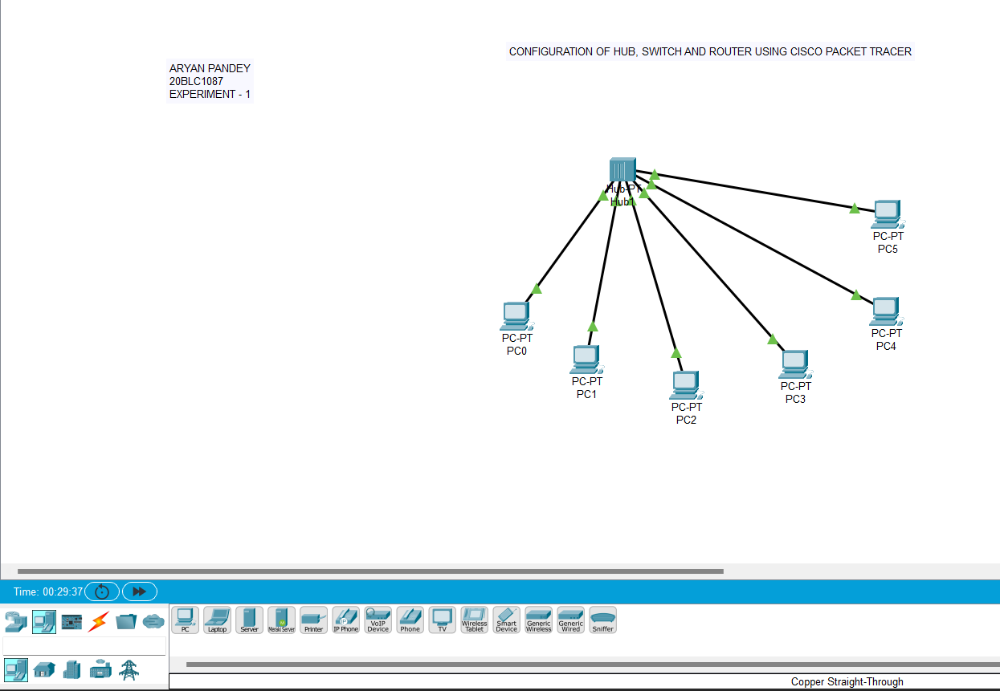 CONFIGURATION OF HUB, SWITCH AND ROUTER USING CISCO PACKET TRACER
ARYAN PANDEY
20BLC1087
EXPERIMENT - 1
Hub-PT
Hub1
PC-PT
PC5
PC-PT
PC4
PC-PT
PC0
PC-PT
PC1
PC-PT
PC3
PC-PT
PC2
Time: 00:29:37
PC
Laptop
Server
Meraki Server
Printer
IP Phone
VoIP
Device
Phone
TV
Wireless
Tablet
Smart
Device
Generic
Wireless
Generic
Wired
Sniffer
Copper Straight-Through